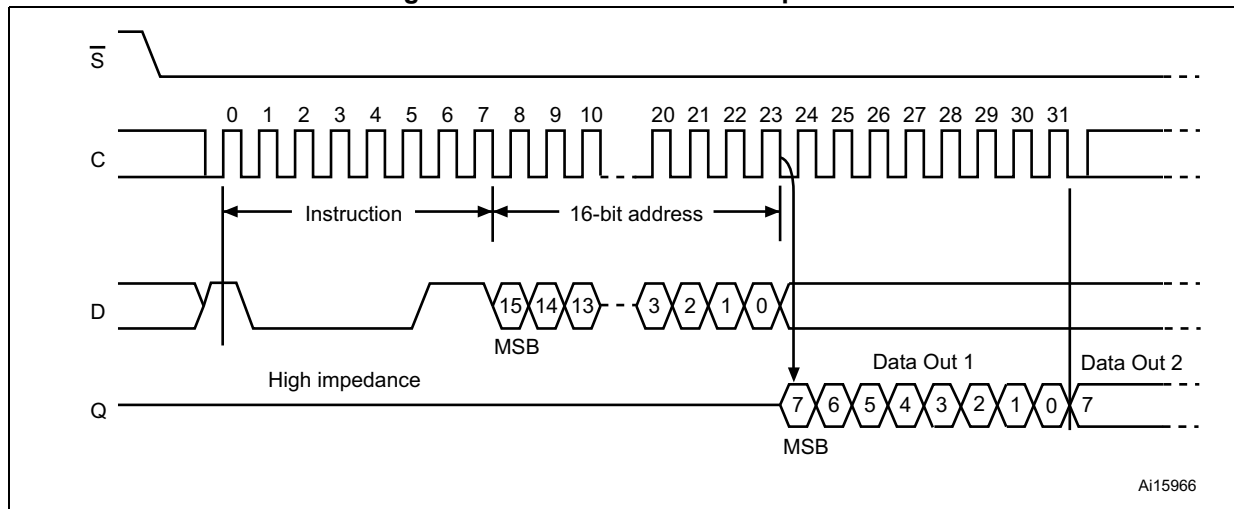 S
0 1 2 3 4 5 6 7 8 9 10 20 21 22 23 24 25 26 27 28 29 30 31
C
Instruction 16-bit address
D
15 14 13 3 2 1 0
MSB
High impedance
Data Out 1 Data Out 2
Q
7 6 5 4 3 2 1 0 7
MSB
Ai15966